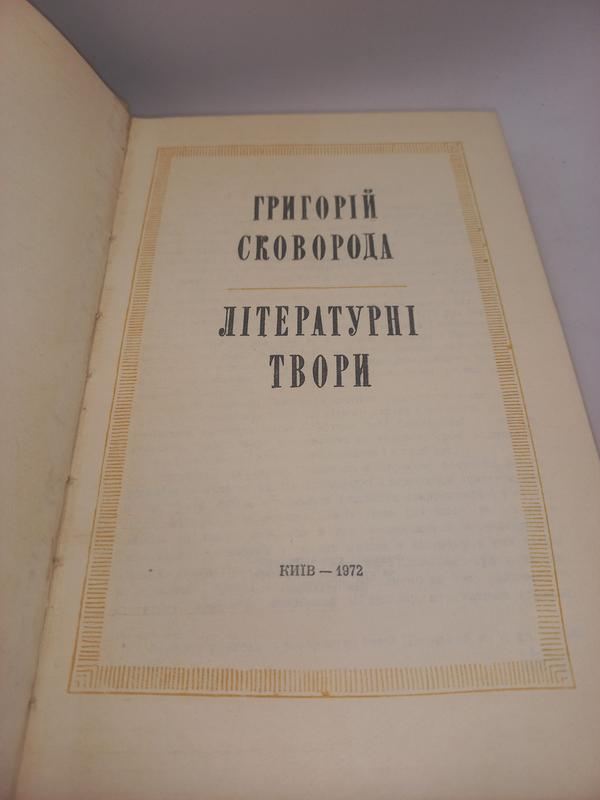 ГРИГОРІЙ
СКОВОРОДА
ЛІТЕРАТУРНІ
ТВОРИ
КИЇВ — 1972